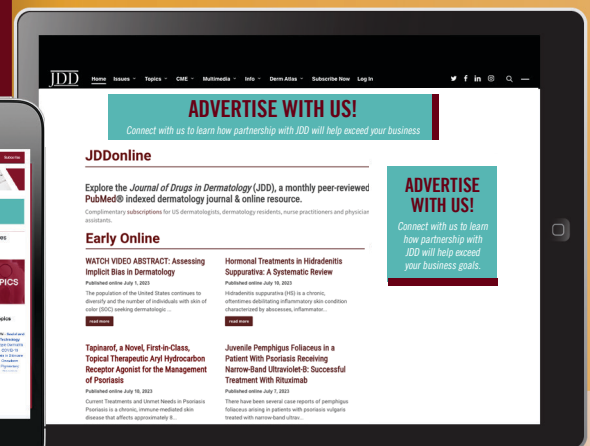 JDD Home Issues Topics CME Multimedia Info Derm Atlas Subscribe Now Log In
ADVERTISE WITH US!
Connect with us to learn how partnership with JDD will help exceed your business
JDDonline
Explore the Journal of Drugs in Dermatology (JDD), a monthly peer-reviewed
PubMed® indexed dermatology journal & online resource.
Complimentary subscriptions for US dermatologists, dermatology residents, nurse practitioners and physician
assistants.
ADVERTISE
WITH US!
Connect with us to learn
how partnership with
JDD will help exceed
your business goals.
Early Online
WATCH VIDEO ABSTRACT: Assessing
Implicit Bias in Dermatology
Published online July 1, 2023
The population of the United States continues to
diversify and the number of individuals with skin of
color (SOC) seeking dermatologic ...
read more
Hormonal Treatments in Hidradenitis
Suppurativa: A Systematic Review
Published online July 10, 2023
Hidradenitis suppurativa (HS) is a chronic,
oftentimes debilitating inflammatory skin condition
characterized by abscesses, inflammator...
read more
Tapinarof, a Novel, First-in-Class,
Topical Therapeutic Aryl Hydrocarbon
Receptor Agonist for the Management
of Psoriasis
Published online July 10, 2023
Current Treatments and Unmet Needs in Psoriasis
Psoriasis is a chronic, immune-mediated skin
disease that affects approximately 9...
Juvenile Pemphigus Foliaceus in a
Patient With Psoriasis Receiving
Narrow-Band Ultraviolet-B: Successful
Treatment With Rituximab
Published online July 7, 2023
There have been several case reports of pemphigus
foliaceus arising in patients with psoriasis vulgaris
treated with narrow-band ultrav...
Subscribe
PICS